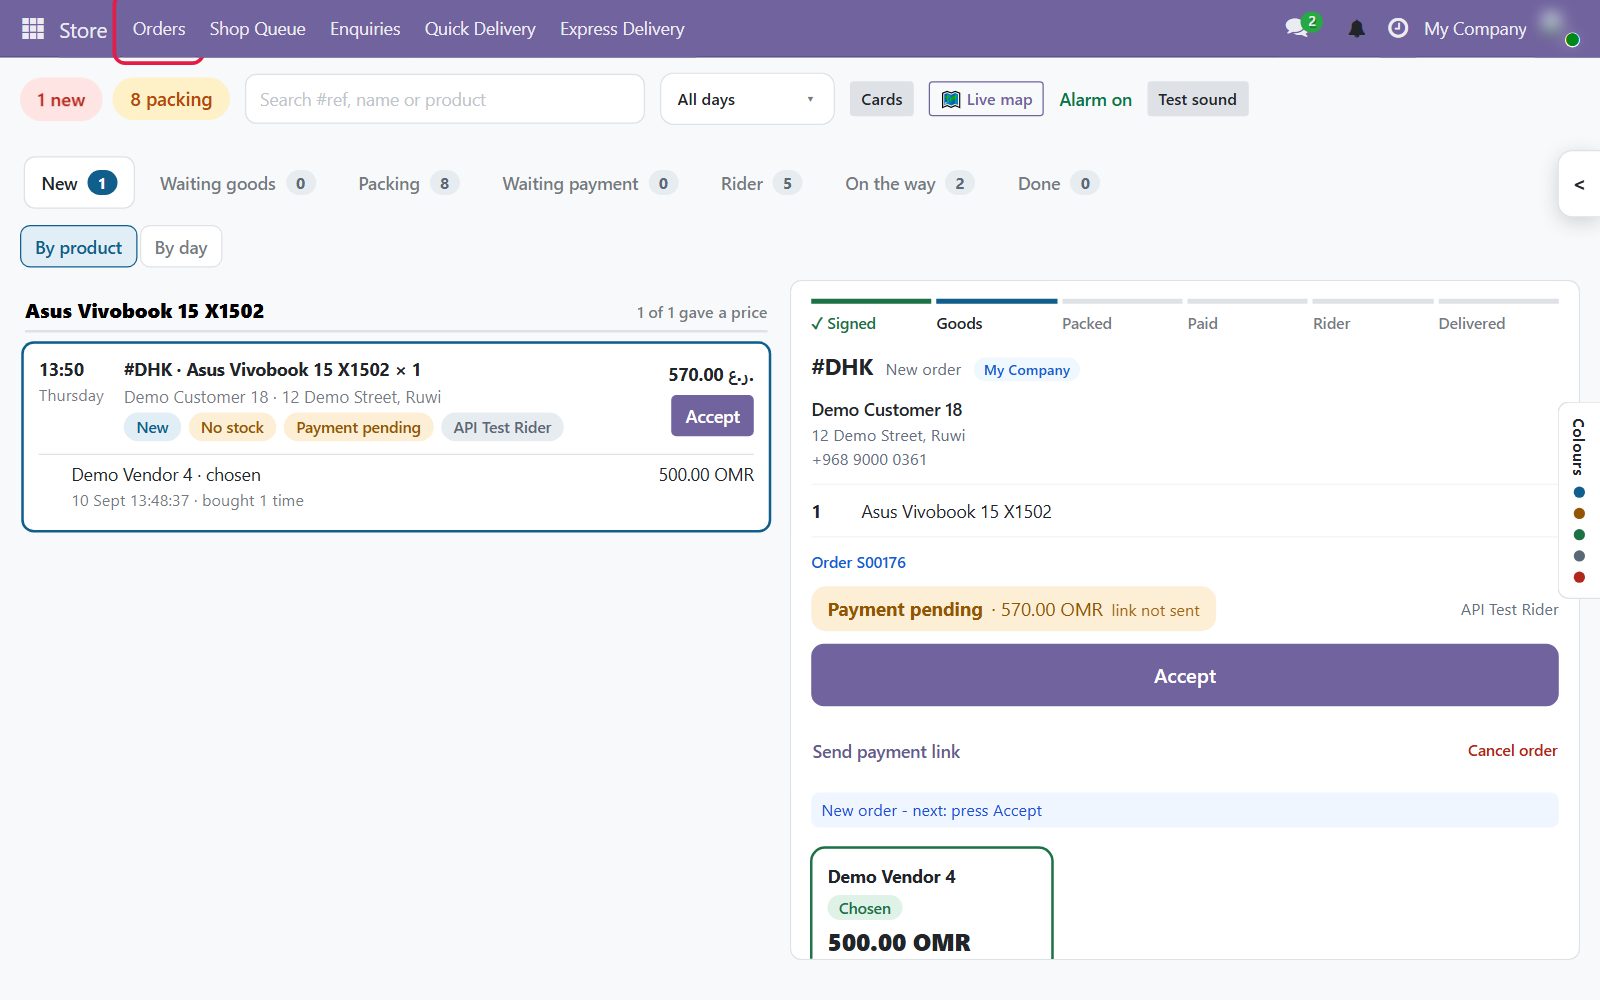 Store
Orders
Shop Queue
Enquiries
Quick Delivery
Express Delivery
2
My Company
1 new
8 packing
Search #ref, name or product
All days
Cards
Live map
Alarm on
Test sound
New 1
Waiting goods 0
Packing 8
Waiting payment 0
Rider 5
On the way 2
Done 0
<
By product
By day
Asus Vivobook 15 X1502
1 of 1 gave a price
13:50
Thursday
#DHK · Asus Vivobook 15 X1502 × 1
Demo Customer 18 · 12 Demo Street, Ruwi
New
No stock
Payment pending
API Test Rider
570.00 ر.ع.
Accept
Demo Vendor 4 · chosen
500.00 OMR
10 Sept 13:48:37 · bought 1 time
✓ Signed
Goods
Packed
Paid
Rider
Delivered
#DHK New order My Company
Demo Customer 18
12 Demo Street, Ruwi
+968 9000 0361
1 Asus Vivobook 15 X1502
Order S00176
Payment pending · 570.00 OMR link not sent
API Test Rider
Accept
Send payment link
Cancel order
New order - next: press Accept
Demo Vendor 4
Chosen
500.00 OMR
Colours